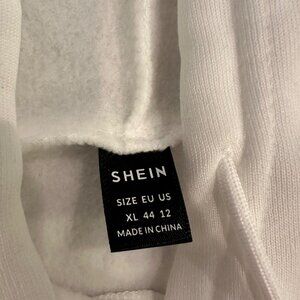 SHEIN
SIZE EU US
XL 44 12
MADE IN CHINA